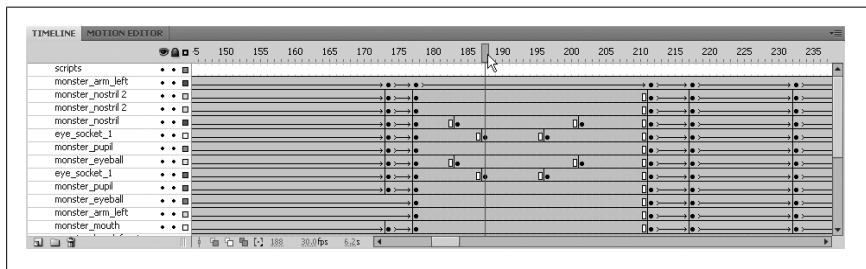 TIMELINE MOTION EDITOR
5 150 155 160 165 170 175 180 185 190 195 200 205 210 215 220 225 230 235
scripts
monster_arm_left
monster_nostril 2
monster_nostril 2
monster_nostril
eye_socket_1
monster_pupil
monster_eyeball
eye_socket_1
monster_pupil
monster_eyeball
monster_arm_left
monster_mouth
188 30.0fps 6.2s